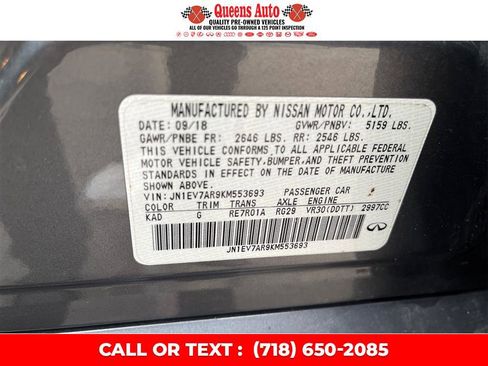 Queens Auto
QUALITY PRE-OWNED VEHICLES
ALL OF OUR VEHICLES GO THROUGH A 125 POINT INSPECTION
MANUFACTURED BY NISSAN MOTOR CO.,LTD.
DATE: 09/18 GVWR/PNBV: 5159 LBS.
GAWR/PNBE FR: 2646 LBS. RR: 2546 LBS.
THIS VEHICLE CONFORMS TO ALL APPLICABLE FEDERAL
MOTOR VEHICLE SAFETY, BUMPER, AND THEFT PREVENTION
STANDARDS IN EFFECT ON THE DATE OF MANUFACTURE
SHOWN ABOVE.
VIN: JN1EV7AR9KM553693 PASSENGER CAR
COLOR TRIM TRANS AXLE ENGINE
KAD G RE7R01A RG29 VR30(DDTT) 2997CC
JN1EV7AR9KM553693
CALL OR TEXT : (718) 650-2085